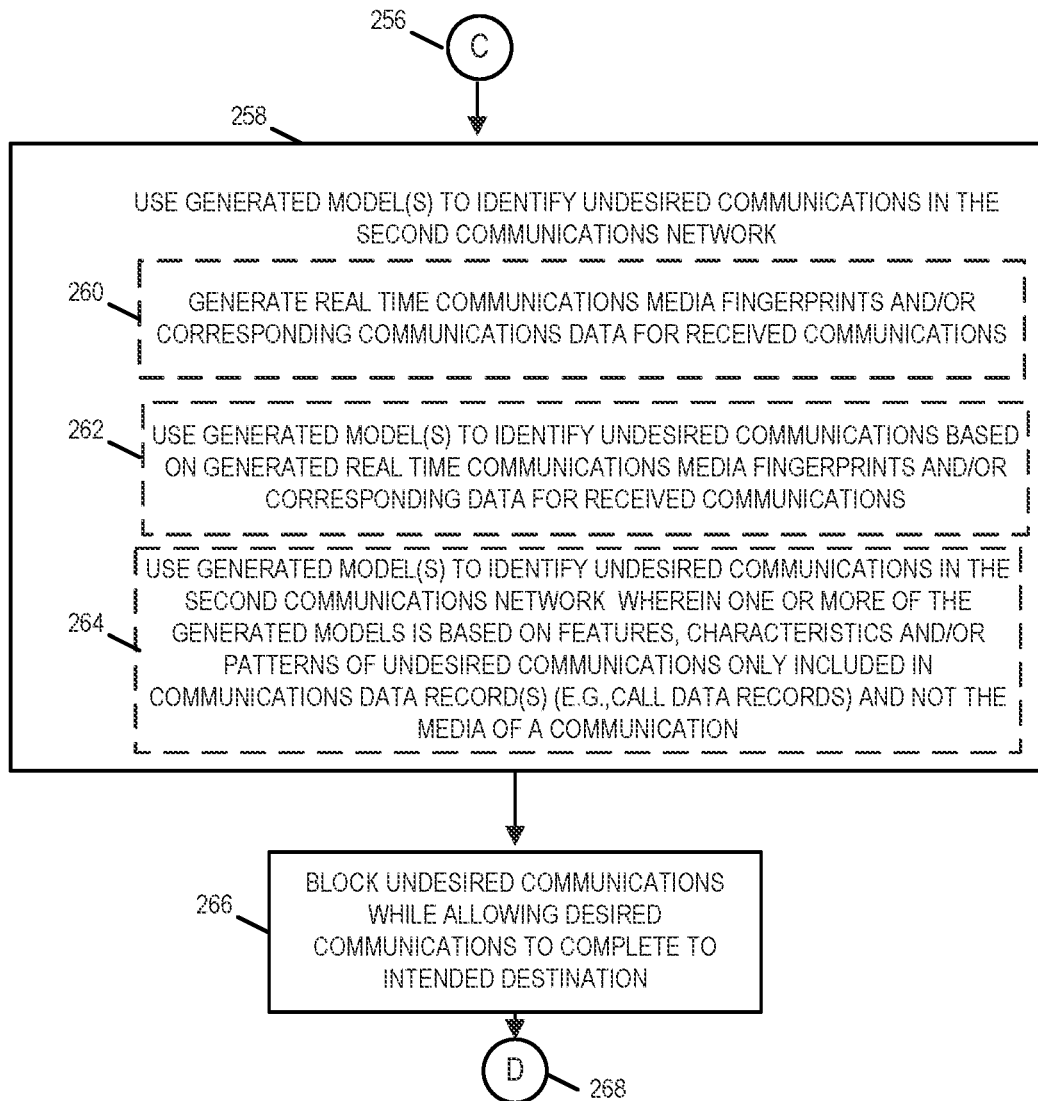 256
C
258
USE GENERATED MODEL(S) TO IDENTIFY UNDESIRED COMMUNICATIONS IN THE
SECOND COMMUNICATIONS NETWORK
260
GENERATE REAL TIME COMMUNICATIONS MEDIA FINGERPRINTS AND/OR
CORRESPONDING COMMUNICATIONS DATA FOR RECEIVED COMMUNICATIONS
262
USE GENERATED MODEL(S) TO IDENTIFY UNDESIRED COMMUNICATIONS BASED
ON GENERATED REAL TIME COMMUNICATIONS MEDIA FINGERPRINTS AND/OR
CORRESPONDING DATA FOR RECEIVED COMMUNICATIONS
264
USE GENERATED MODEL(S) TO IDENTIFY UNDESIRED COMMUNICATIONS IN THE
SECOND COMMUNICATIONS NETWORK WHEREIN ONE OR MORE OF THE
GENERATED MODELS IS BASED ON FEATURES, CHARACTERISTICS AND/OR
PATTERNS OF UNDESIRED COMMUNICATIONS ONLY INCLUDED IN
COMMUNICATIONS DATA RECORD(S) (E.G.,CALL DATA RECORDS) AND NOT THE
MEDIA OF A COMMUNICATION
266
BLOCK UNDESIRED COMMUNICATIONS
WHILE ALLOWING DESIRED
COMMUNICATIONS TO COMPLETE TO
INTENDED DESTINATION
D
268